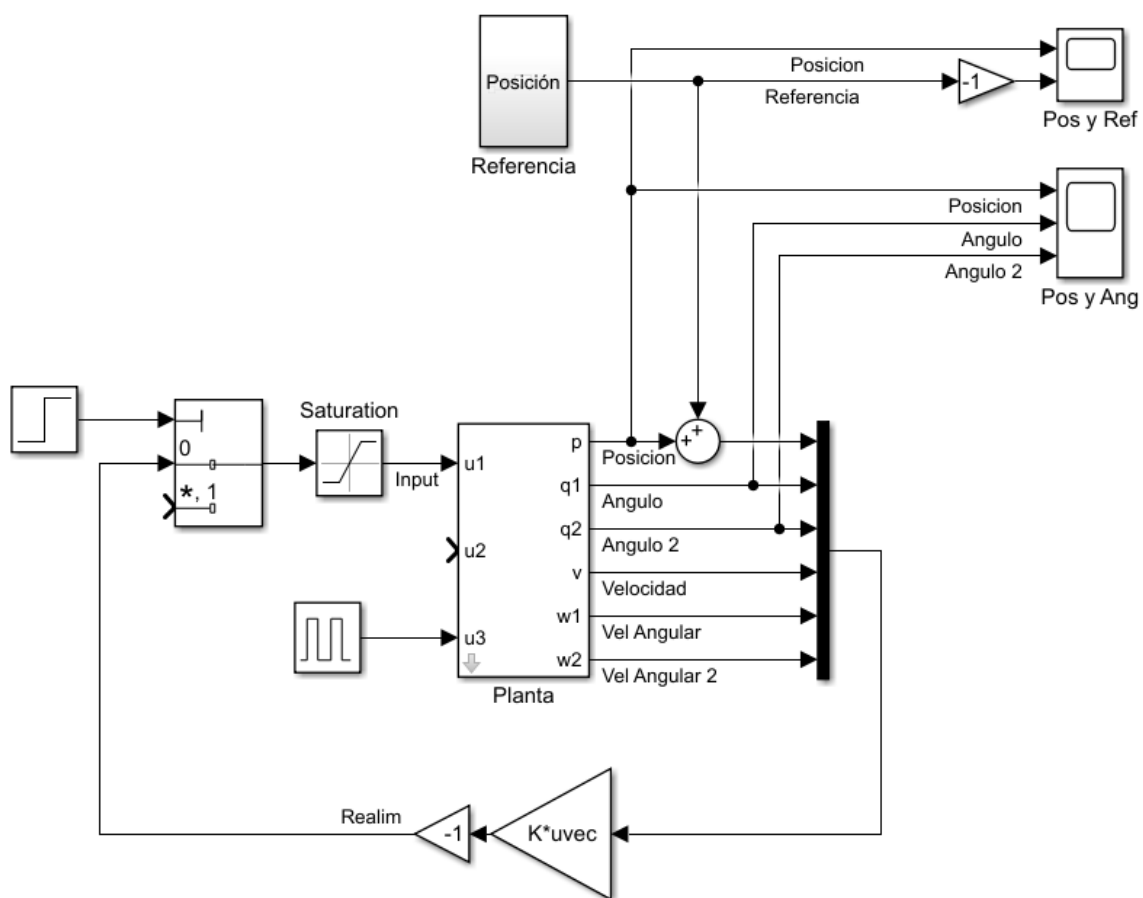 Posición
Referencia
Posicion
Referencia
-1
Pos y Ref
Posicion
Angulo
Angulo 2
Pos y Ang
0
*, 1
Saturation
Input
u1
u2
u3
p
q1
q2
v
w1
w2
Planta
Posicion
+
+
Angulo
Angulo 2
Velocidad
Vel Angular
Vel Angular 2
Realim
-1
K*uvec